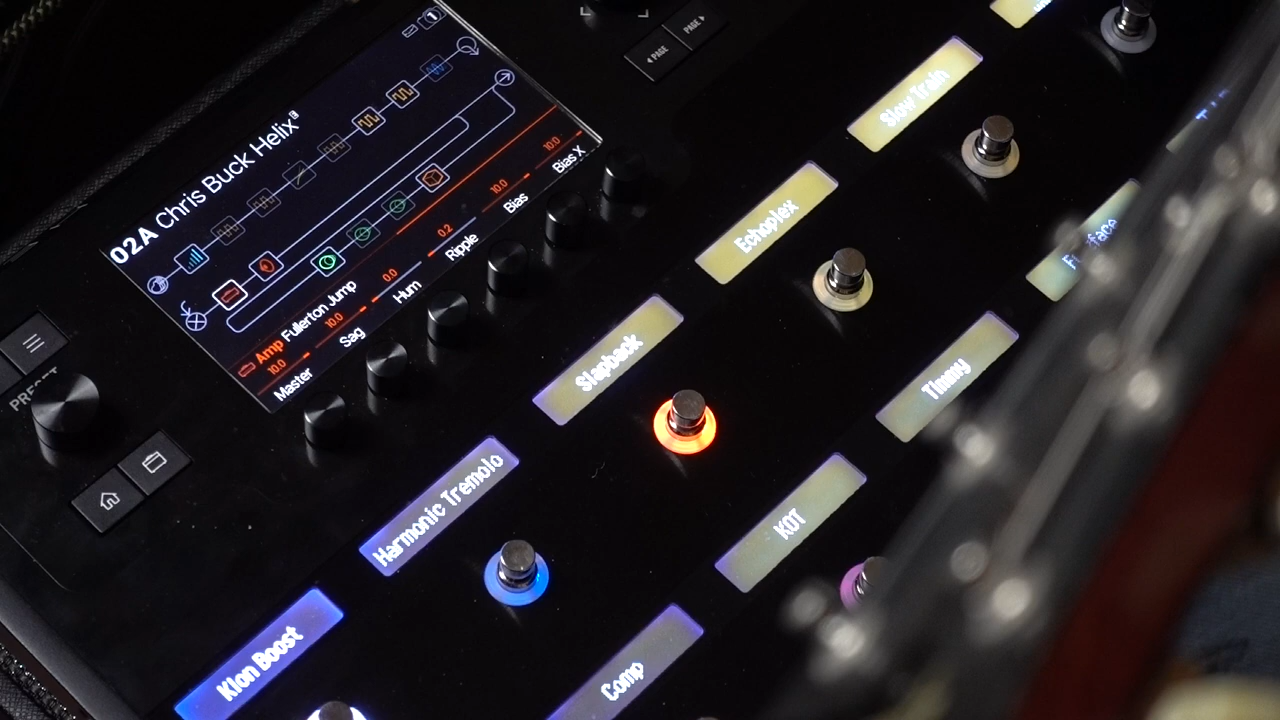 1
PAGE
PAGE
02A Chris Buck Helix
Amp Fullerton Jump
10.0
10.0
0.0
0.2
10.0
10.0
Master
Sag
Hum
Ripple
Bias
Bias X
PRESET
Slow Train
Echoplex
Slapback
Harmonic Tremolo
Klon Boost
Timmy
KOT
Comp